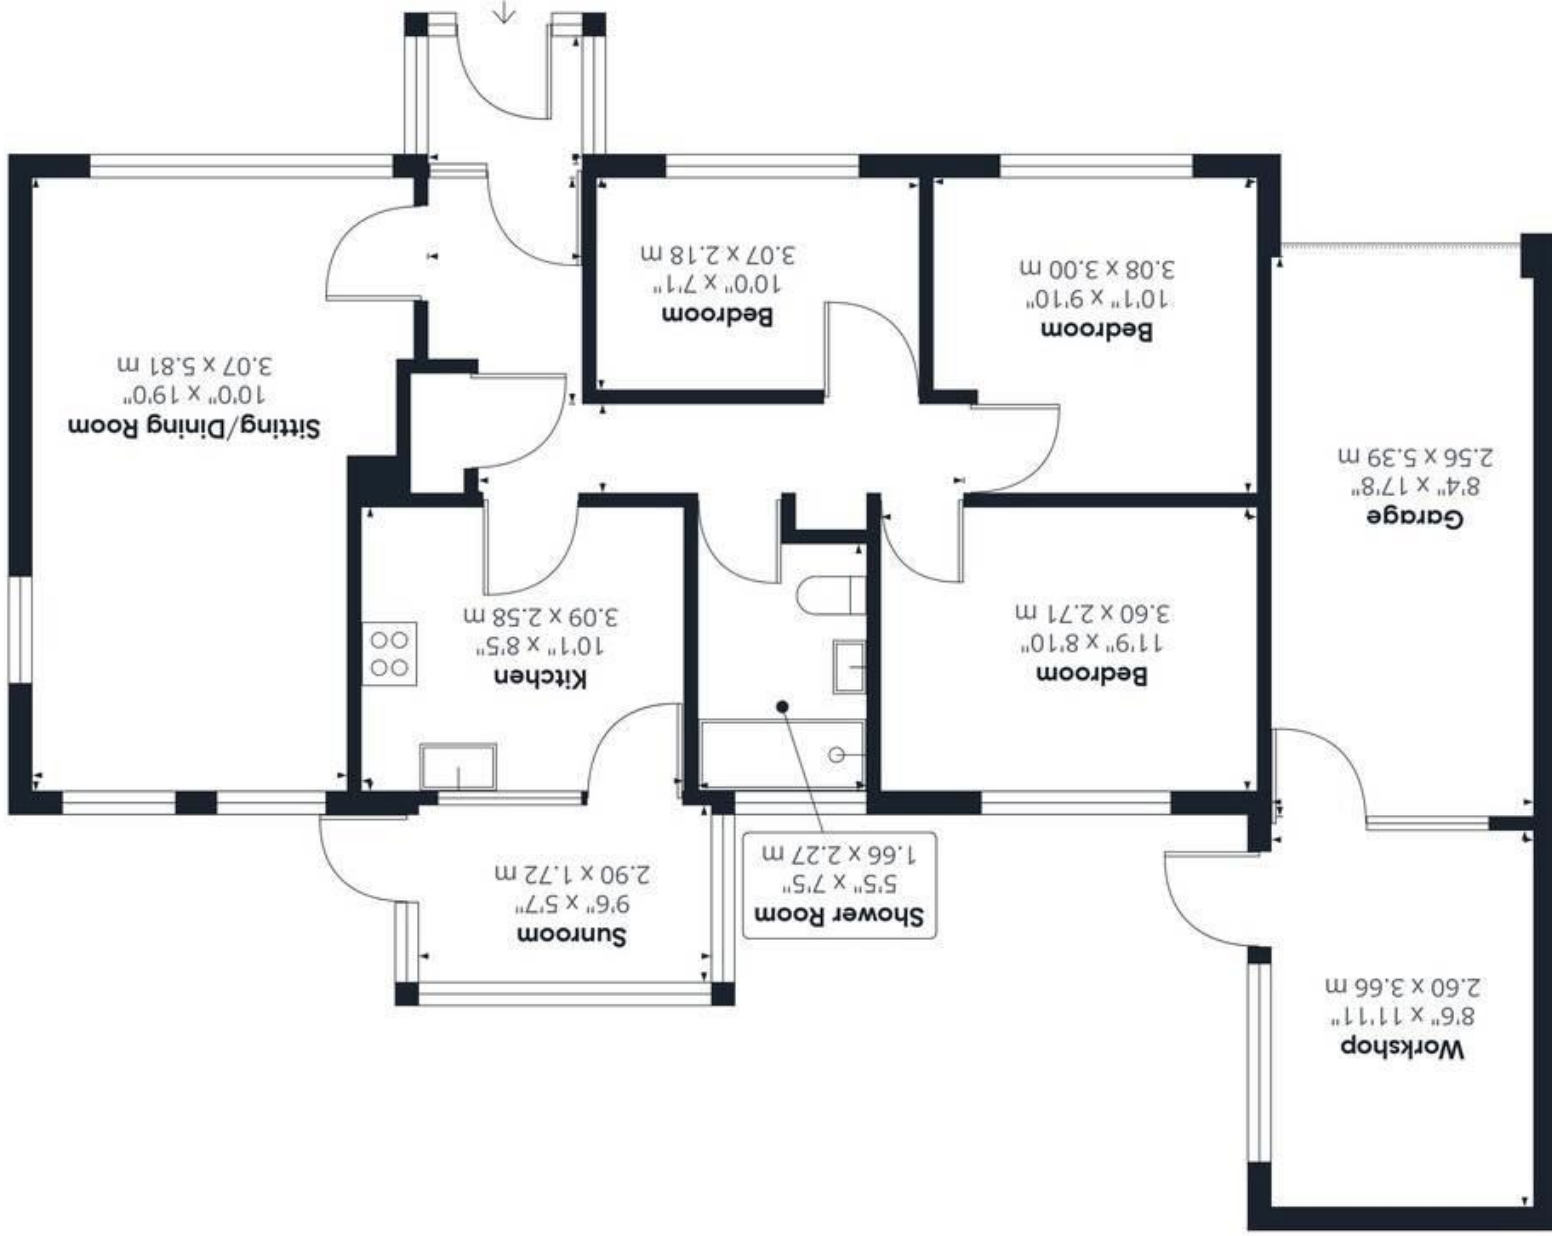 Workshop
8'6" x 11'11"
2.60 x 3.66 m
Sunroom
9'6" x 5'7"
2.90 x 1.72 m
Shower Room
5'5" x 7'5"
1.66 x 2.27 m
Bedroom
11'9" x 8'10"
3.60 x 2.71 m
Kitchen
10'1" x 8'5"
3.09 x 2.58 m
Garage
8'4" x 17'8"
2.56 x 5.39 m
Sitting/Dining Room
10'0" x 19'0"
3.07 x 5.81 m
Bedroom
10'1" x 9'10"
3.08 x 3.00 m
Bedroom
10'0" x 7'1"
3.07 x 2.18 m